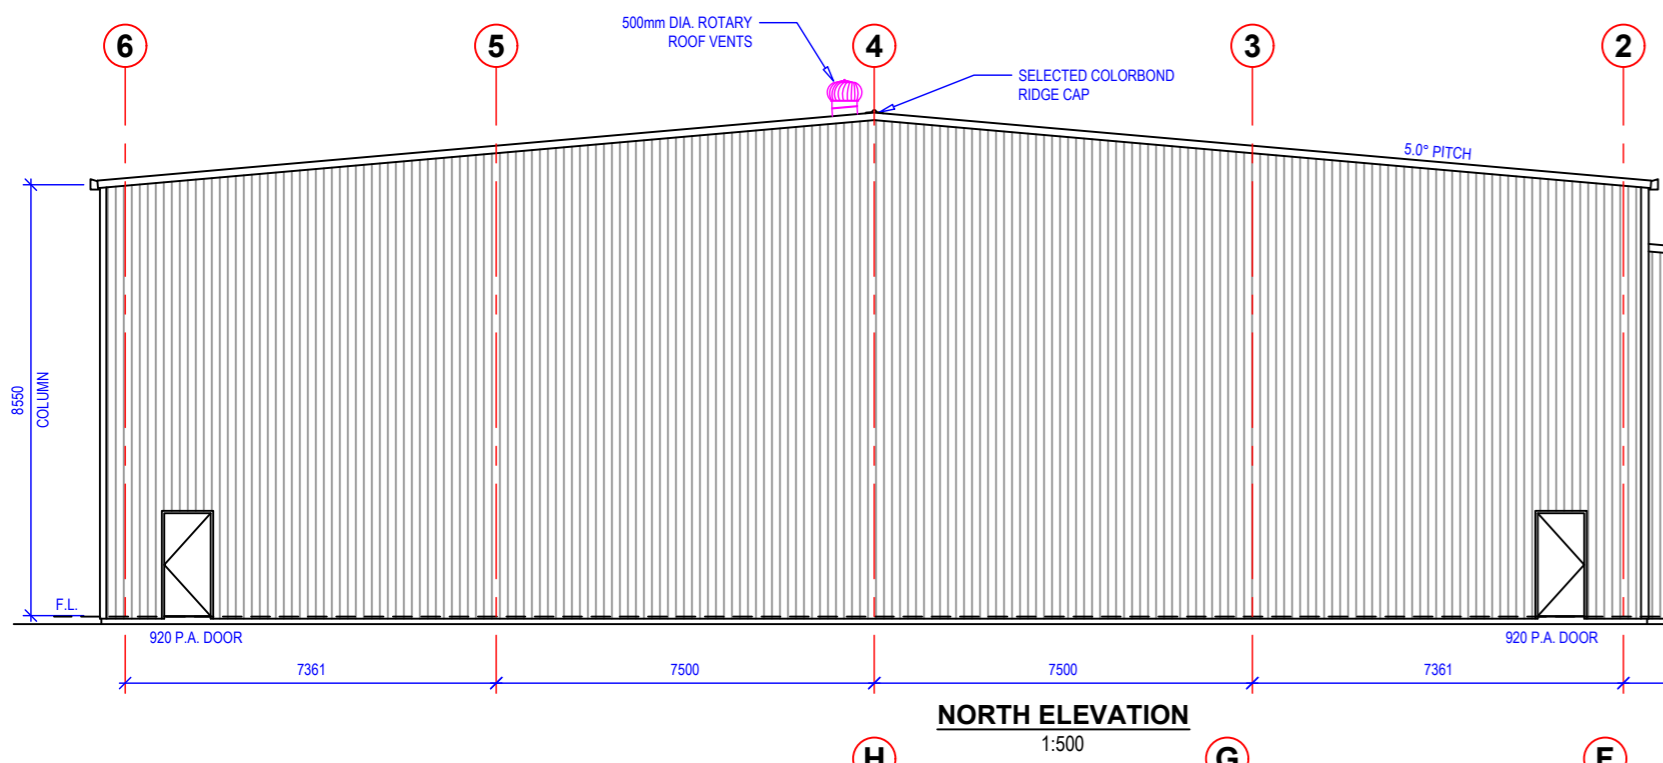 500mm DIA. ROTARY
ROOF VENTS
6
5
4
3
2
SELECTED COLORBOND
RIDGE CAP
5.0° PITCH
8550
COLUMN
F.L.
920 P.A. DOOR
920 P.A. DOOR
7361
7500
7500
7361
NORTH ELEVATION
1:500
H
G